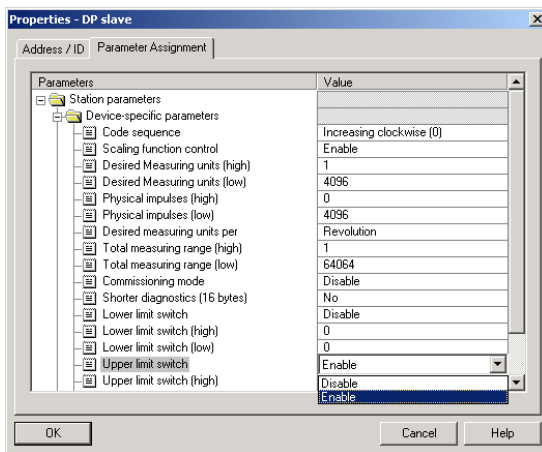 Properties - DP slave
Address / ID Parameter Assignment
Parameters Value
Station parameters
Device-specific parameters
Code sequence Increasing clockwise (0)
Scaling function control Enable
Desired Measuring units (high) 1
Desired Measuring units (low) 4096
Physical impulses (high) 0
Physical impulses (low) 4096
Desired measuring units per Revolution
Total measuring range (high) 1
Total measuring range (low) 64064
Commissioning mode Disable
Shorter diagnostics (16 bytes) No
Lower limit switch Disable
Lower limit switch (high) 0
Lower limit switch (low) 0
Upper limit switch Enable
Upper limit switch (high) Disable
Enable
OK Cancel Help